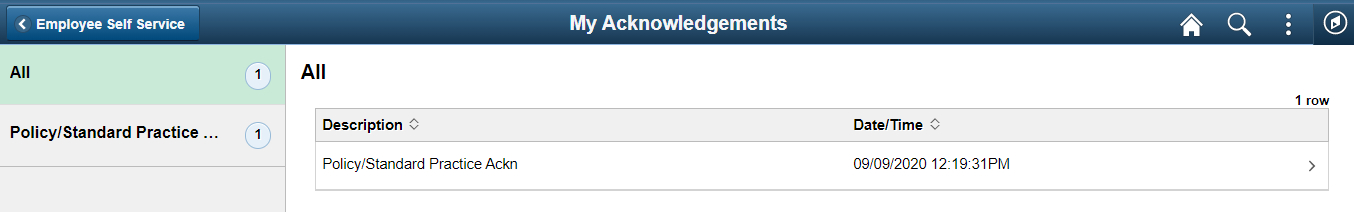 Employee Self Service
My Acknowledgements
All 1
Policy/Standard Practice ... 1
All
1 row
Description Date/Time
Policy/Standard Practice Ackn 09/09/2020 12:19:31PM